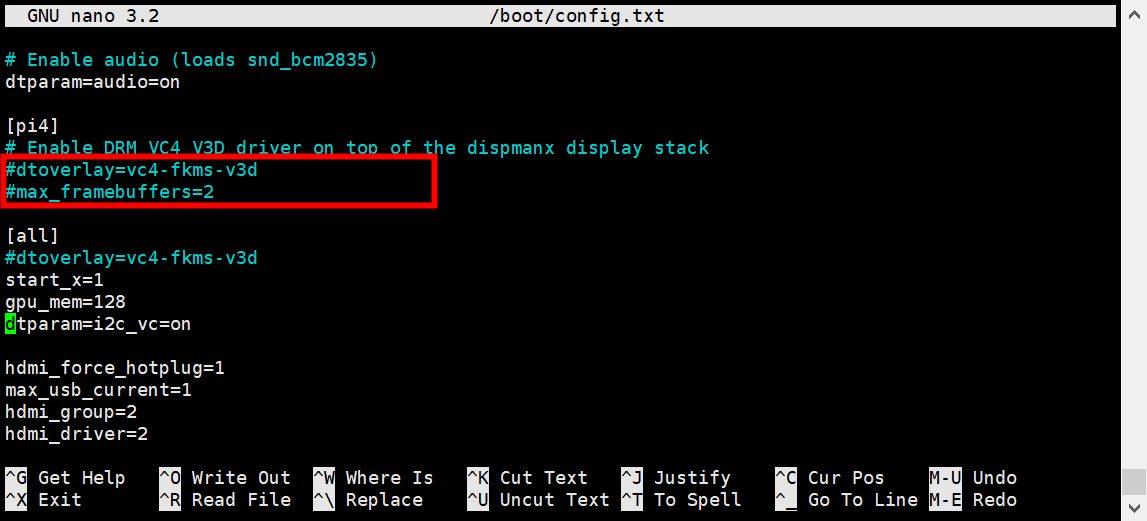 GNU nano 3.2 /boot/config.txt
# Enable audio (loads snd_bcm2835)
dtparam=audio=on
[pi4]
# Enable DRM VC4 V3D driver on top of the dispmanx display stack
#dtoverlay=vc4-fkms-v3d
#max_framebuffers=2
[all]
#dtoverlay=vc4-fkms-v3d
start_x=1
gpu_mem=128
dtparam=i2c_vc=on
hdmi_force_hotplug=1
max_usb_current=1
hdmi_group=2
hdmi_driver=2
^G Get Help ^O Write Out ^W Where Is ^K Cut Text ^J Justify ^C Cur Pos M-U Undo
^X Exit ^R Read File ^\ Replace ^U Uncut Text ^T To Spell ^_ Go To Line M-E Redo